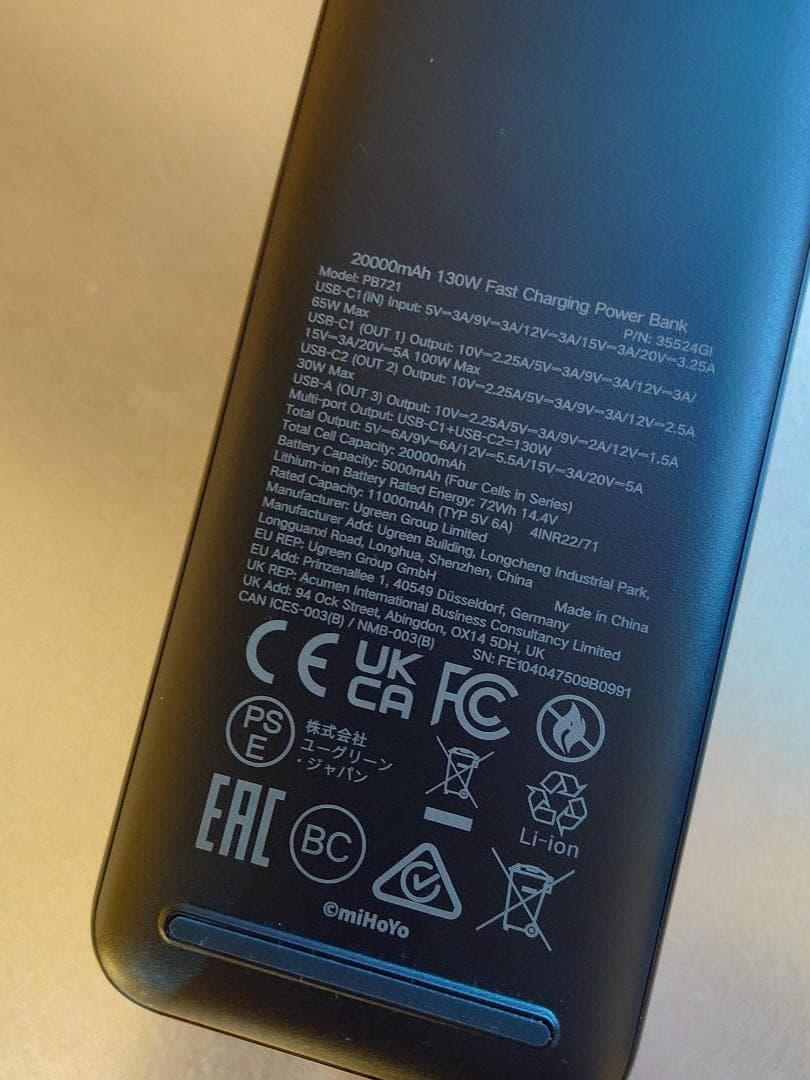 20000mAh 130W Fast Charging Power Bank
Model: PB721 P/N: 35524GI
USB-C1(IN) Input: 5V⎓3A/9V⎓3A/12V⎓3A/15V⎓3A/20V⎓3.25A
65W Max
USB-C1 (OUT 1) Output: 10V⎓2.25A/5V⎓3A/9V⎓3A/12V⎓3A/
15V⎓3A/20V⎓5A 100W Max
USB-C2 (OUT 2) Output: 10V⎓2.25A/5V⎓3A/9V⎓3A/12V⎓2.5A
30W Max
USB-A (OUT 3) Output: 10V⎓2.25A/5V⎓3A/9V⎓2A/12V⎓1.5A
Multi-port Output: USB-C1+USB-C2=130W
Total Output: 5V⎓6A/9V⎓6A/12V⎓5.5A/15V⎓3A/20V⎓5A
Total Cell Capacity: 20000mAh
Battery Capacity: 5000mAh (Four Cells in Series)
Lithium-ion Battery Rated Energy: 72Wh 14.4V
Rated Capacity: 11000mAh (TYP 5V 6A) 4INR22/71
Manufacturer: Ugreen Group Limited
Manufacturer Add: Ugreen Building, Longcheng Industrial Park,
Longguanxi Road, Longhua, Shenzhen, China
EU REP: Ugreen Group GmbH Made in China
EU Add: Prinzenallee 1, 40549 Düsseldorf, Germany
UK REP: Acumen International Business Consultancy Limited
UK Add: 94 Ock Street, Abingdon, OX14 5DH, UK
CAN ICES-003(B) / NMB-003(B) SN: FE104047509B0991
CE UK CA FC
PS E
株式会社
ユーグリーン
・ジャパン
Li-ion
EAC BC
©miHoYo